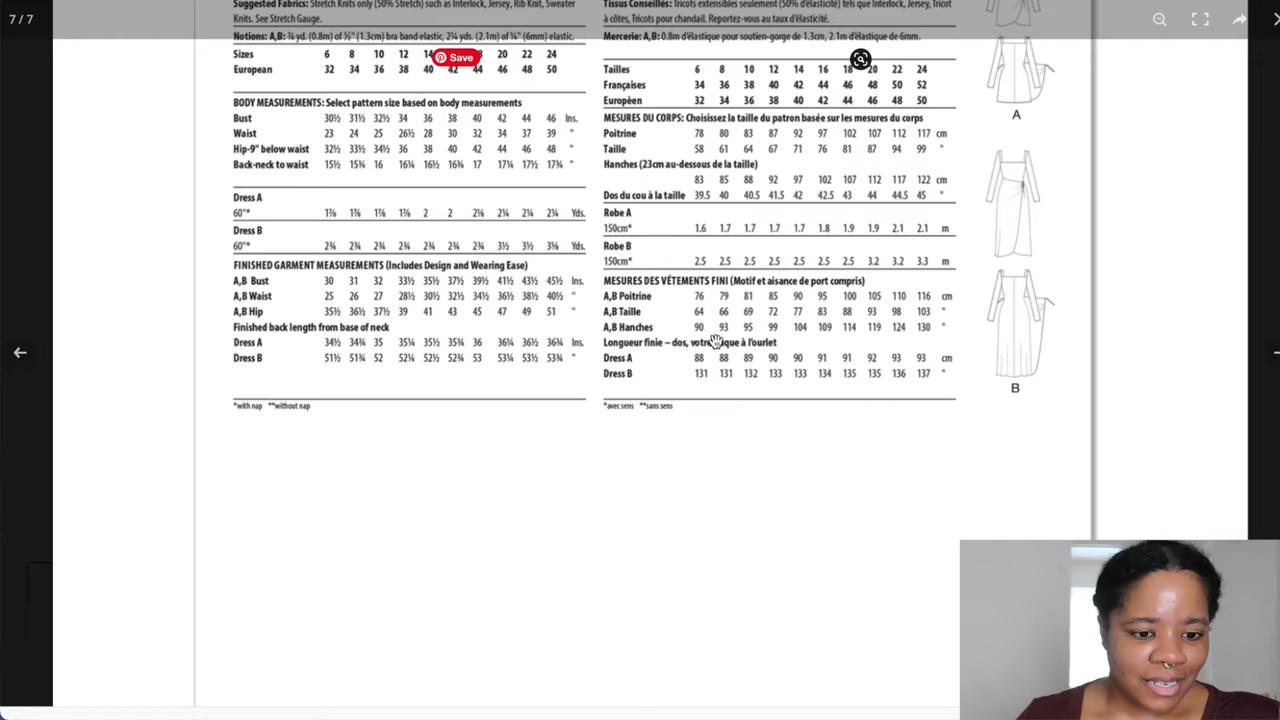 7 / 7
Suggested Fabrics: Stretch Knits only (50% Stretch) such as Interlock, Jersey, Rib Knit, Sweater
Knits. See Stretch Gauge.
Notions: A,B: ⅞ yd. (0.8m) of ½" (1.3cm) bra band elastic, 2¼ yds. (2.1m) of ¼" (6mm) elastic.
Sizes 6 8 10 12 14 20 22 24
European 32 34 36 38 40 42 44 46 48 50
Save
BODY MEASUREMENTS: Select pattern size based on body measurements
Bust 30½ 31½ 32½ 34 36 38 40 42 44 46 Ins.
Waist 23 24 25 26½ 28 30 32 34 37 39 "
Hip-9" below waist 32½ 33½ 34½ 36 38 40 42 44 46 48 "
Back-neck to waist 15½ 15¾ 16 16¼ 16½ 16¾ 17 17¼ 17½ 17¾ "
Dress A
60"* 1⅞ 1⅞ 1⅞ 1⅞ 2 2 2⅛ 2¼ 2¼ 2¼ Yds.
Dress B
60"* 2¾ 2¾ 2¾ 2¾ 2¾ 2¾ 2¾ 3½ 3½ 3⅝ Yds.
FINISHED GARMENT MEASUREMENTS (Includes Design and Wearing Ease)
A,B Bust 30 31 32 33½ 35½ 37½ 39½ 41½ 43½ 45½ Ins.
A,B Waist 25 26 27 28½ 30½ 32½ 34½ 36½ 38½ 40½ "
A,B Hip 35½ 36½ 37½ 39 41 43 45 47 49 51 "
Finished back length from base of neck
Dress A 34½ 34¾ 35 35¼ 35½ 35¾ 36 36¼ 36½ 36¾ Ins.
Dress B 51½ 51¾ 52 52¼ 52½ 52¾ 53 53¼ 53½ 53¾ "
*with nap **without nap
Tissus Conseillés: Tricots extensibles seulement (50% d'élasticité) tels que Interlock, Jersey, Tricot
à côtes, Tricots pour chandail. Reportez-vous au taux d'élasticité.
Mercerie: A,B: 0.8m d'élastique pour soutien-gorge de 1.3cm, 2.1m d'élastique de 6mm.
Tailles 6 8 10 12 14 16 18 20 22 24
Françaises 34 36 38 40 42 44 46 48 50 52
Europèen 32 34 36 38 40 42 44 46 48 50
MESURES DU CORPS: Choisissez la taille du patron basée sur les mesures du corps
Poitrine 78 80 83 87 92 97 102 107 112 117 cm
Taille 58 61 64 67 71 76 81 87 94 99 "
Hanches (23cm au-dessous de la taille)
83 85 88 92 97 102 107 112 117 122 cm
Dos du cou à la taille 39.5 40 40.5 41.5 42 42.5 43 44 44.5 45 "
Robe A
150cm* 1.6 1.7 1.7 1.7 1.7 1.8 1.9 1.9 2.1 2.1 m
Robe B
150cm* 2.5 2.5 2.5 2.5 2.5 2.5 2.5 3.2 3.2 3.3 m
MESURES DES VÉTEMENTS FINI (Motif et aisance de port compris)
A,B Poitrine 76 79 81 85 90 95 100 105 110 116 cm
A,B Taille 64 66 69 72 77 83 88 93 98 103 "
A,B Hanches 90 93 95 99 104 109 114 119 124 130 "
Longueur finie – dos, votre à l'ourlet
Dress A 88 88 89 90 90 91 91 92 93 93 cm
Dress B 131 131 132 133 133 134 135 135 136 137 "
*avec sens **sans sens
A
B